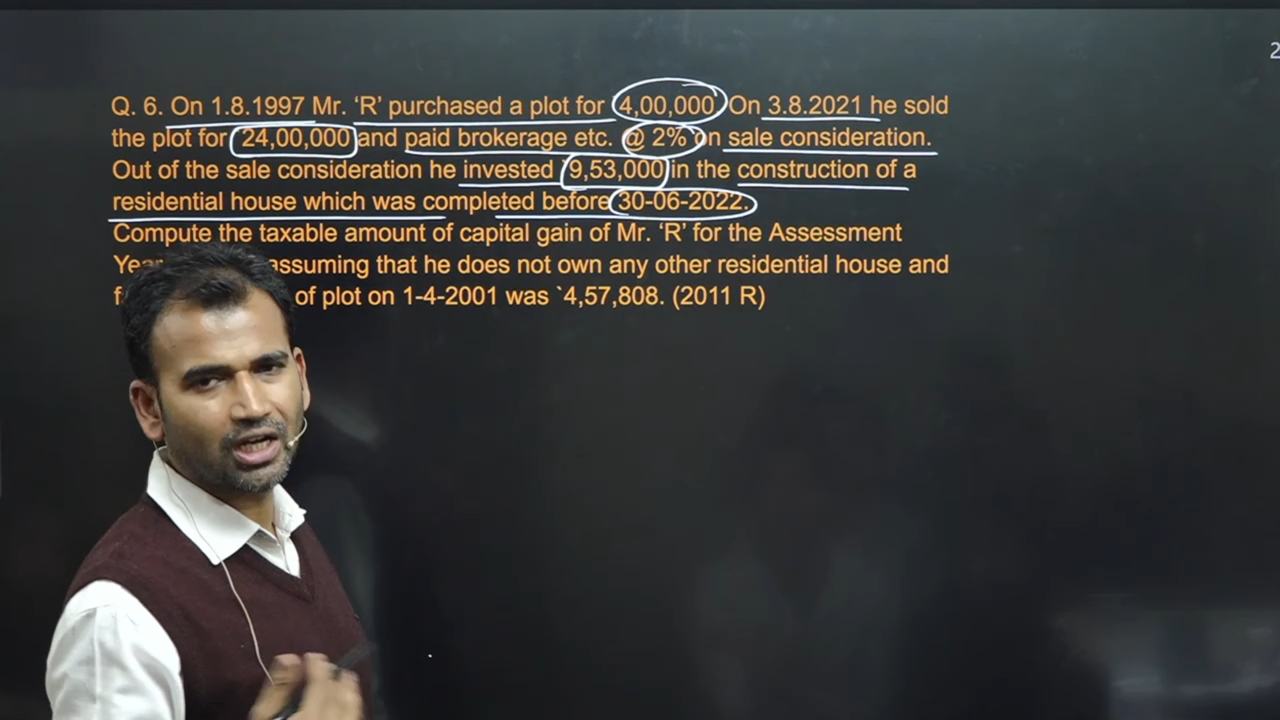 2
Q. 6. On 1.8.1997 Mr. ‘R’ purchased a plot for 4,00,000 On 3.8.2021 he sold
the plot for 24,00,000 and paid brokerage etc. @ 2% on sale consideration.
Out of the sale consideration he invested 9,53,000 in the construction of a
residential house which was completed before 30-06-2022.
Compute the taxable amount of capital gain of Mr. ‘R’ for the Assessment
assuming that he does not own any other residential house and
of plot on 1-4-2001 was `4,57,808. (2011 R)